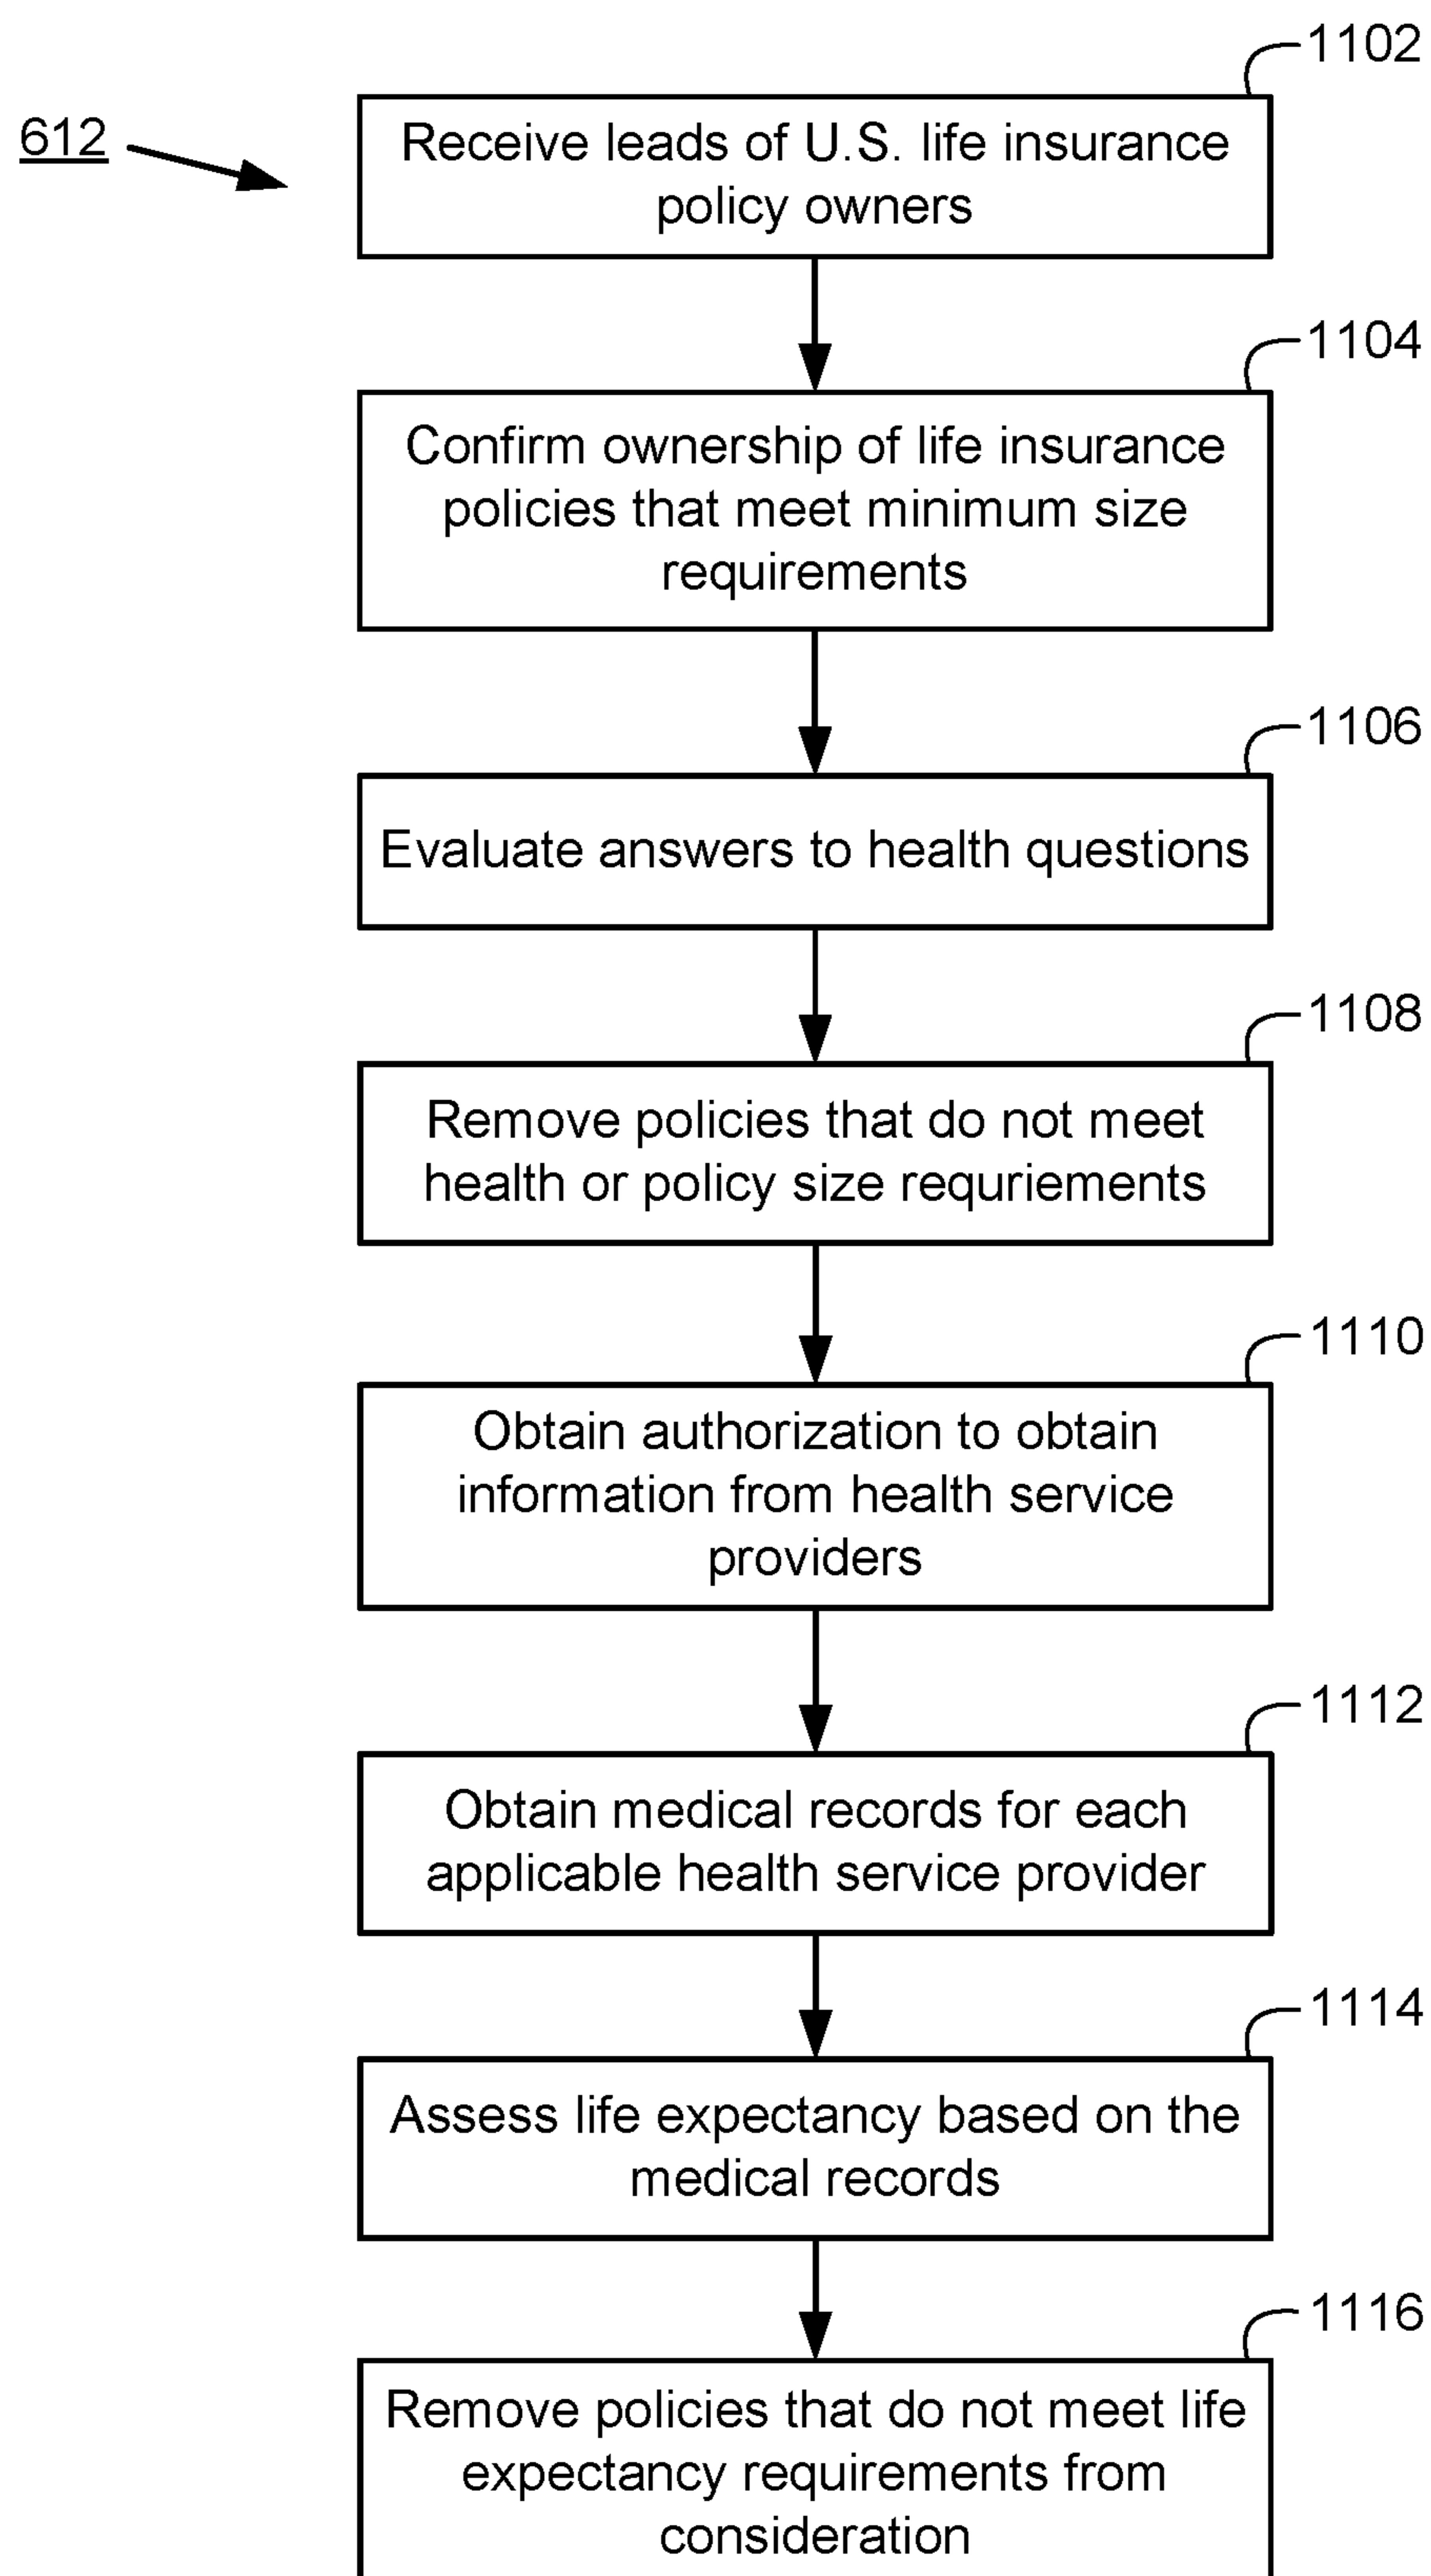 1102
612
Receive leads of U.S. life insurance
policy owners
1104
Confirm ownership of life insurance
policies that meet minimum size
requirements
1106
Evaluate answers to health questions
1108
Remove policies that do not meet
health or policy size requriements
1110
Obtain authorization to obtain
information from health service
providers
1112
Obtain medical records for each
applicable health service provider
1114
Assess life expectancy based on the
medical records
1116
Remove policies that do not meet life
expectancy requirements from
consideration